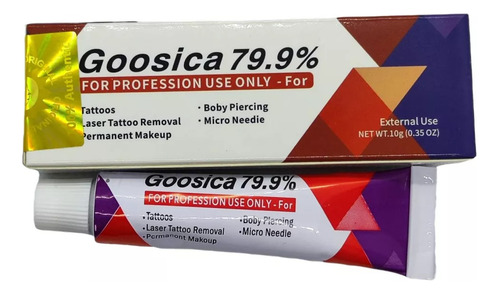 Goosica 79.9%
FOR PROFESSION USE ONLY - For
Tattoos
• Boby Piercing
Laser Tattoo Removal
• Micro Needie
Permanent Makeup
External Use
NET WT.10g (0.35 OZ)
Goosica 79.9%
FOR PROFESSION USE ONLY - For
•Tattoos
•Boby Piercing
•Laser Tattoo Removal
•Micro Needle
•Permanent Makoup